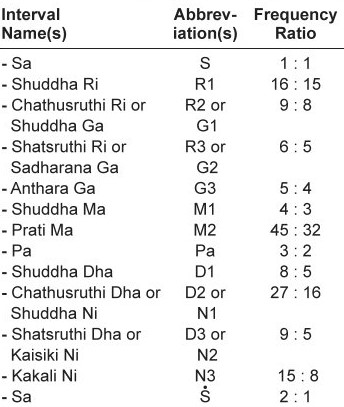 Interval Abbrev- Frequency
Name(s) iation(s) Ratio
- Sa S 1 : 1
- Shuddha Ri R1 16 : 15
- Chathusruthi Ri or R2 or 9 : 8
Shuddha Ga G1
- Shatsruthi Ri or R3 or 6 : 5
Sadharana Ga G2
- Anthara Ga G3 5 : 4
- Shuddha Ma M1 4 : 3
- Prati Ma M2 45 : 32
- Pa Pa 3 : 2
- Shuddha Dha D1 8 : 5
- Chathusruthi Dha or D2 or 27 : 16
Shuddha Ni N1
- Shatsruthi Dha or D3 or 9 : 5
Kaisiki Ni N2
- Kakali Ni N3 15 : 8
- Sa Ṡ 2 : 1